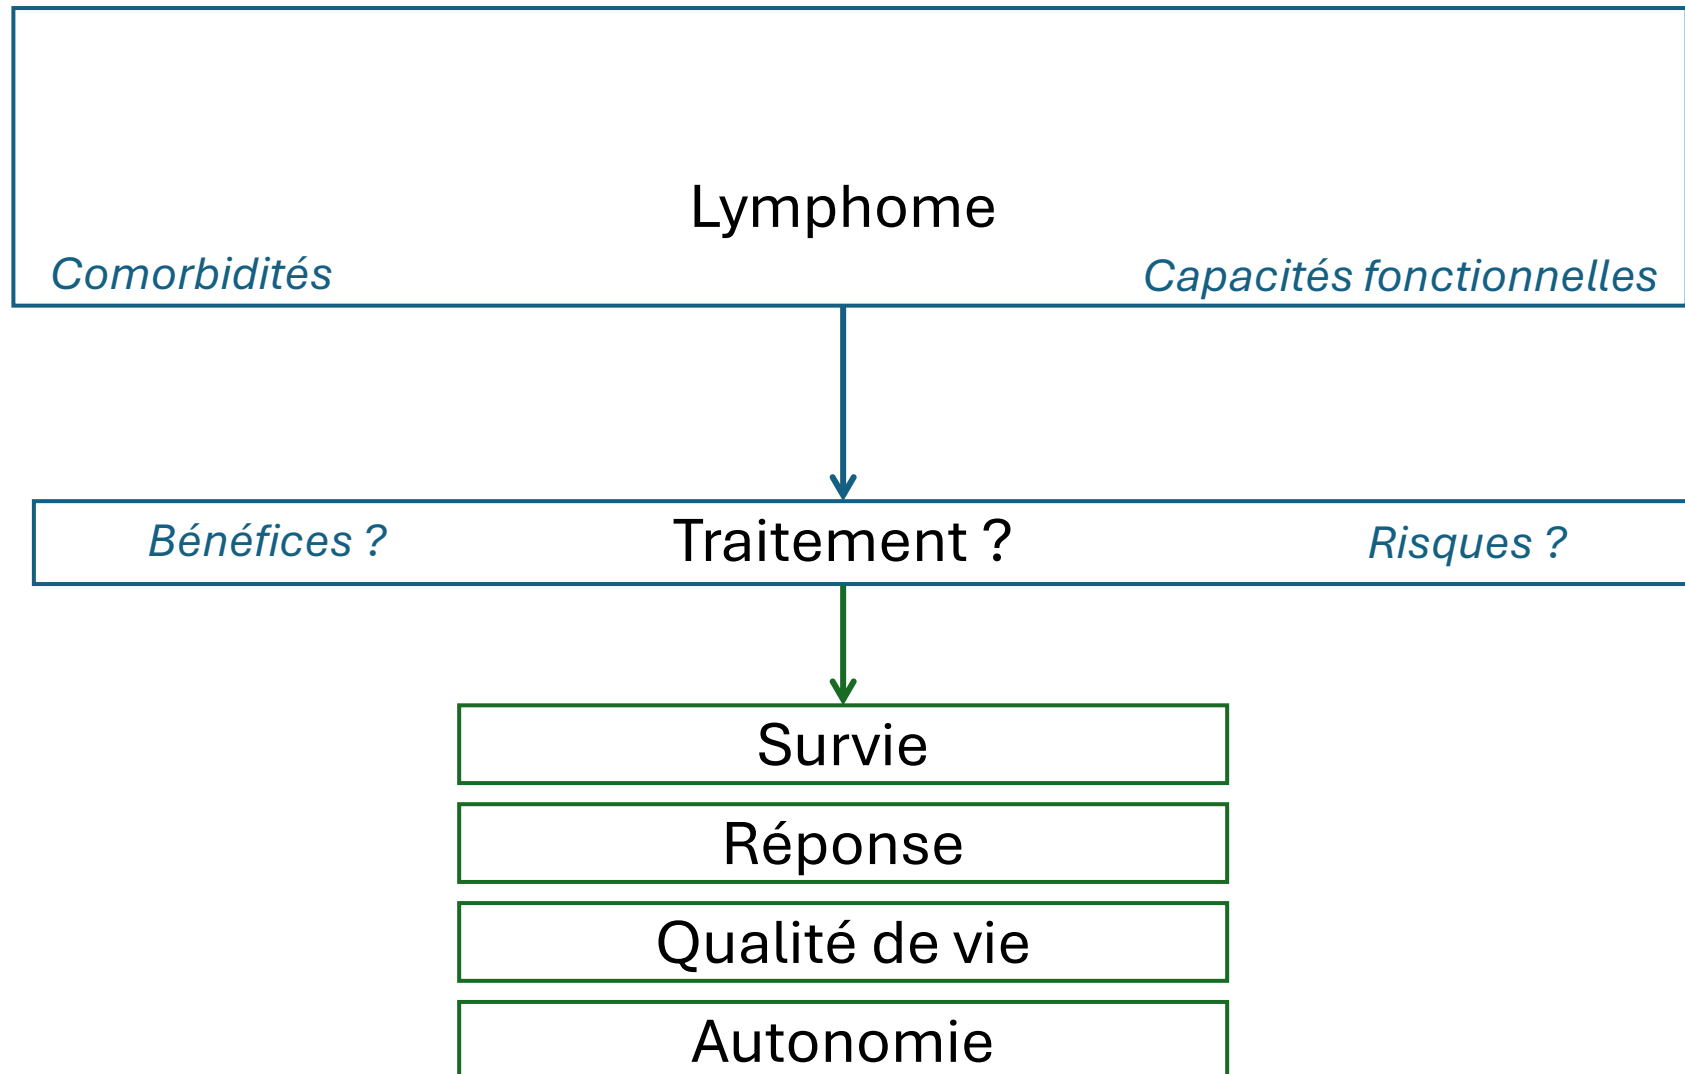 Lymphome
Comorbidités
Capacités fonctionnelles
Bénéfices ?
Traitement ?
Risques ?
Survie
Réponse
Qualité de vie
Autonomie